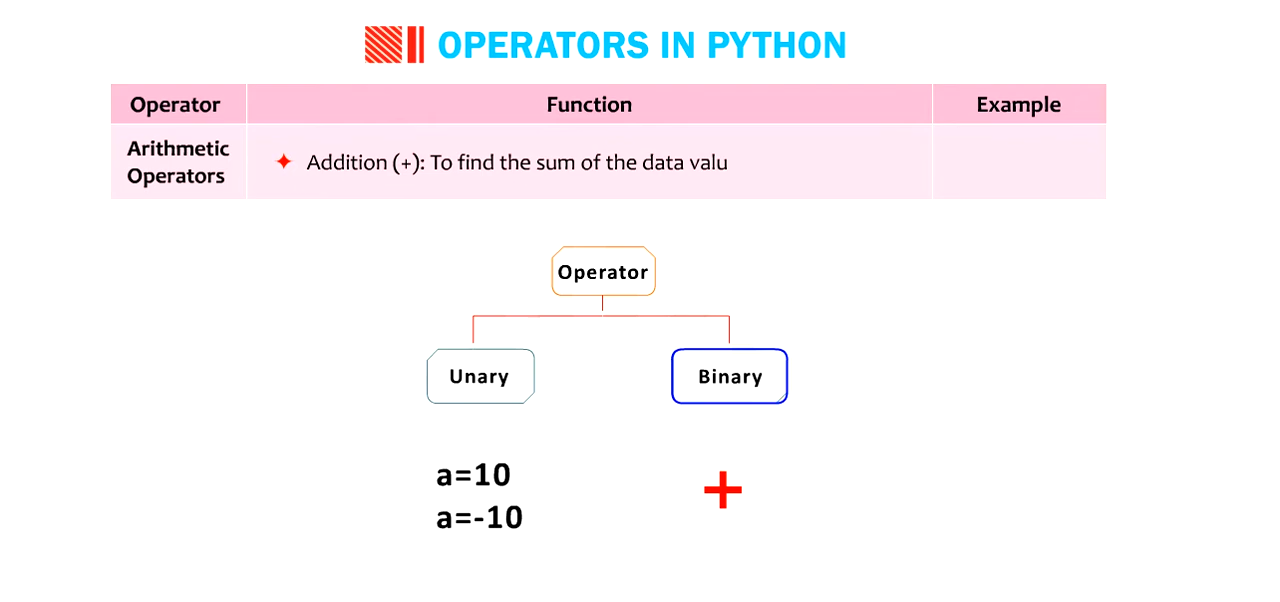 OPERATORS IN PYTHON
Operator Function Example
Arithmetic
Operators
Addition (+): To find the sum of the data valu
Operator
Unary Binary
a=10
a=-10
+